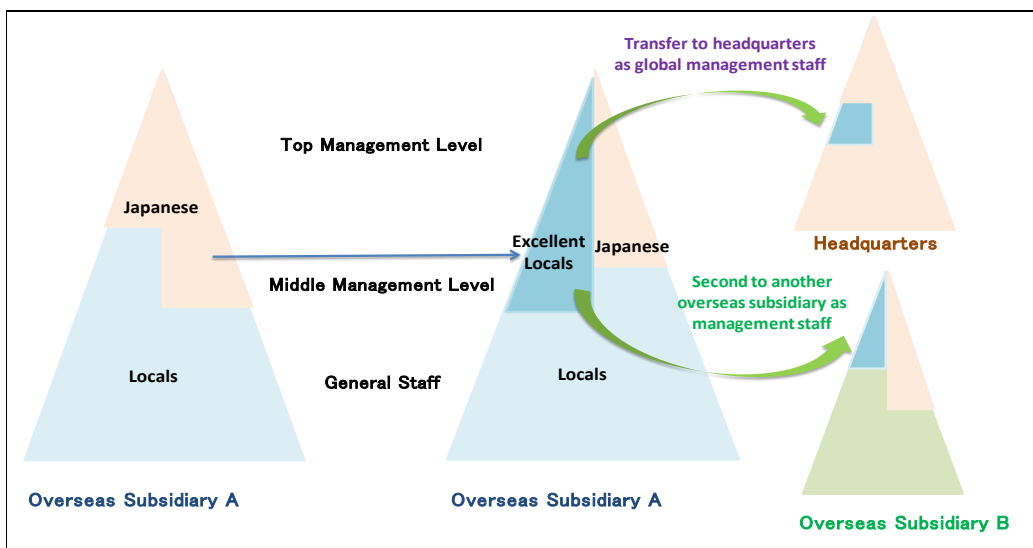 Transfer to headquarters
as global management staff
Top Management Level
Japanese
Excellent
Locals
Japanese
Headquarters
Middle Management Level
Second to another
overseas subsidiary as
management staff
Locals
General Staff
Locals
Overseas Subsidiary A
Overseas Subsidiary A
Overseas Subsidiary B